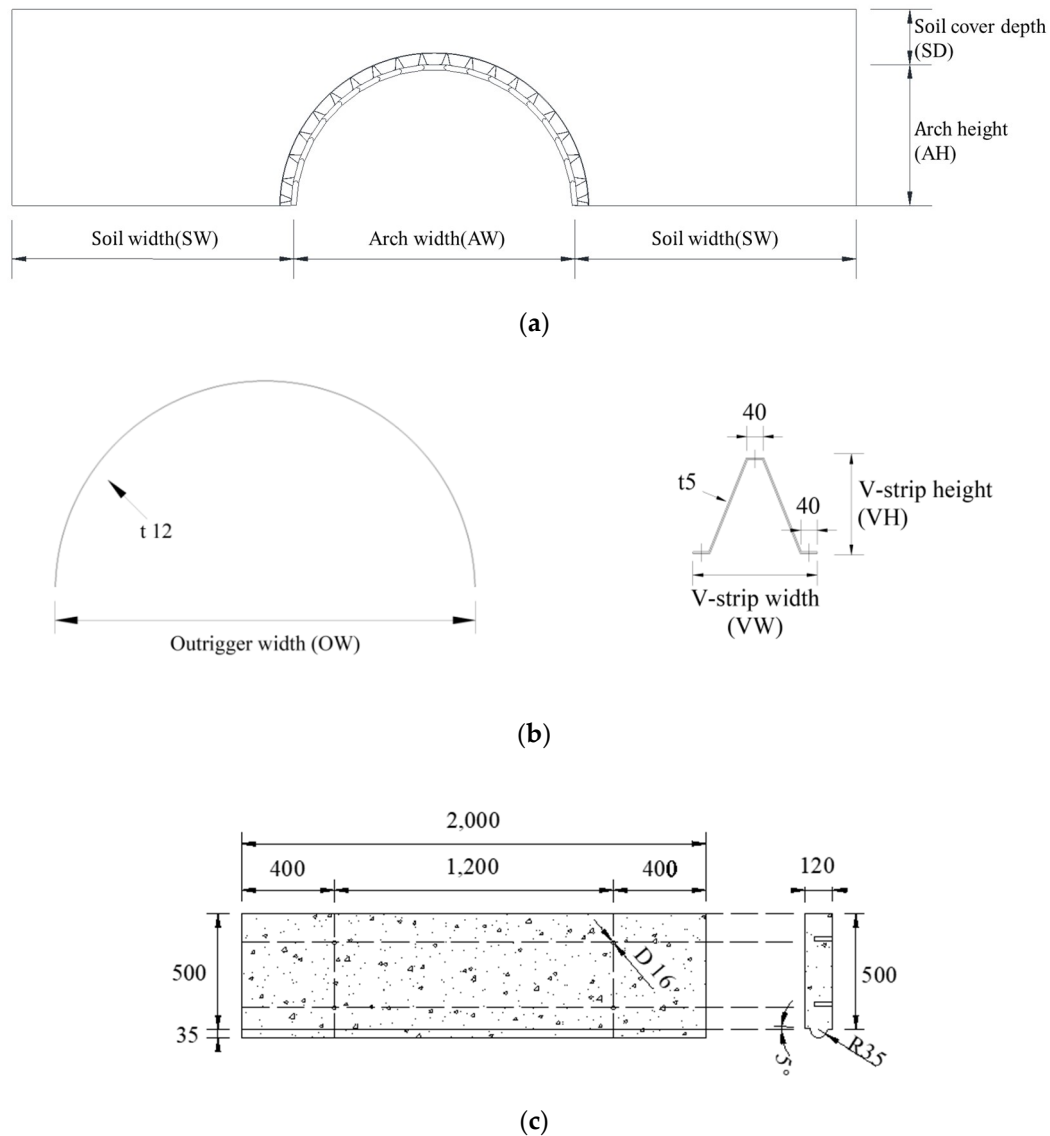 Soil cover depth
(SD)
Arch height
(AH)
Soil width(SW)
Arch width(AW)
Soil width(SW)
(a)
40
t5
40
V-strip height
(VH)
t 12
V-strip width
(VW)
Outrigger width (OW)
(b)
2,000
400
1,200
400
120
500
D16
500
35
5°
R35
(c)